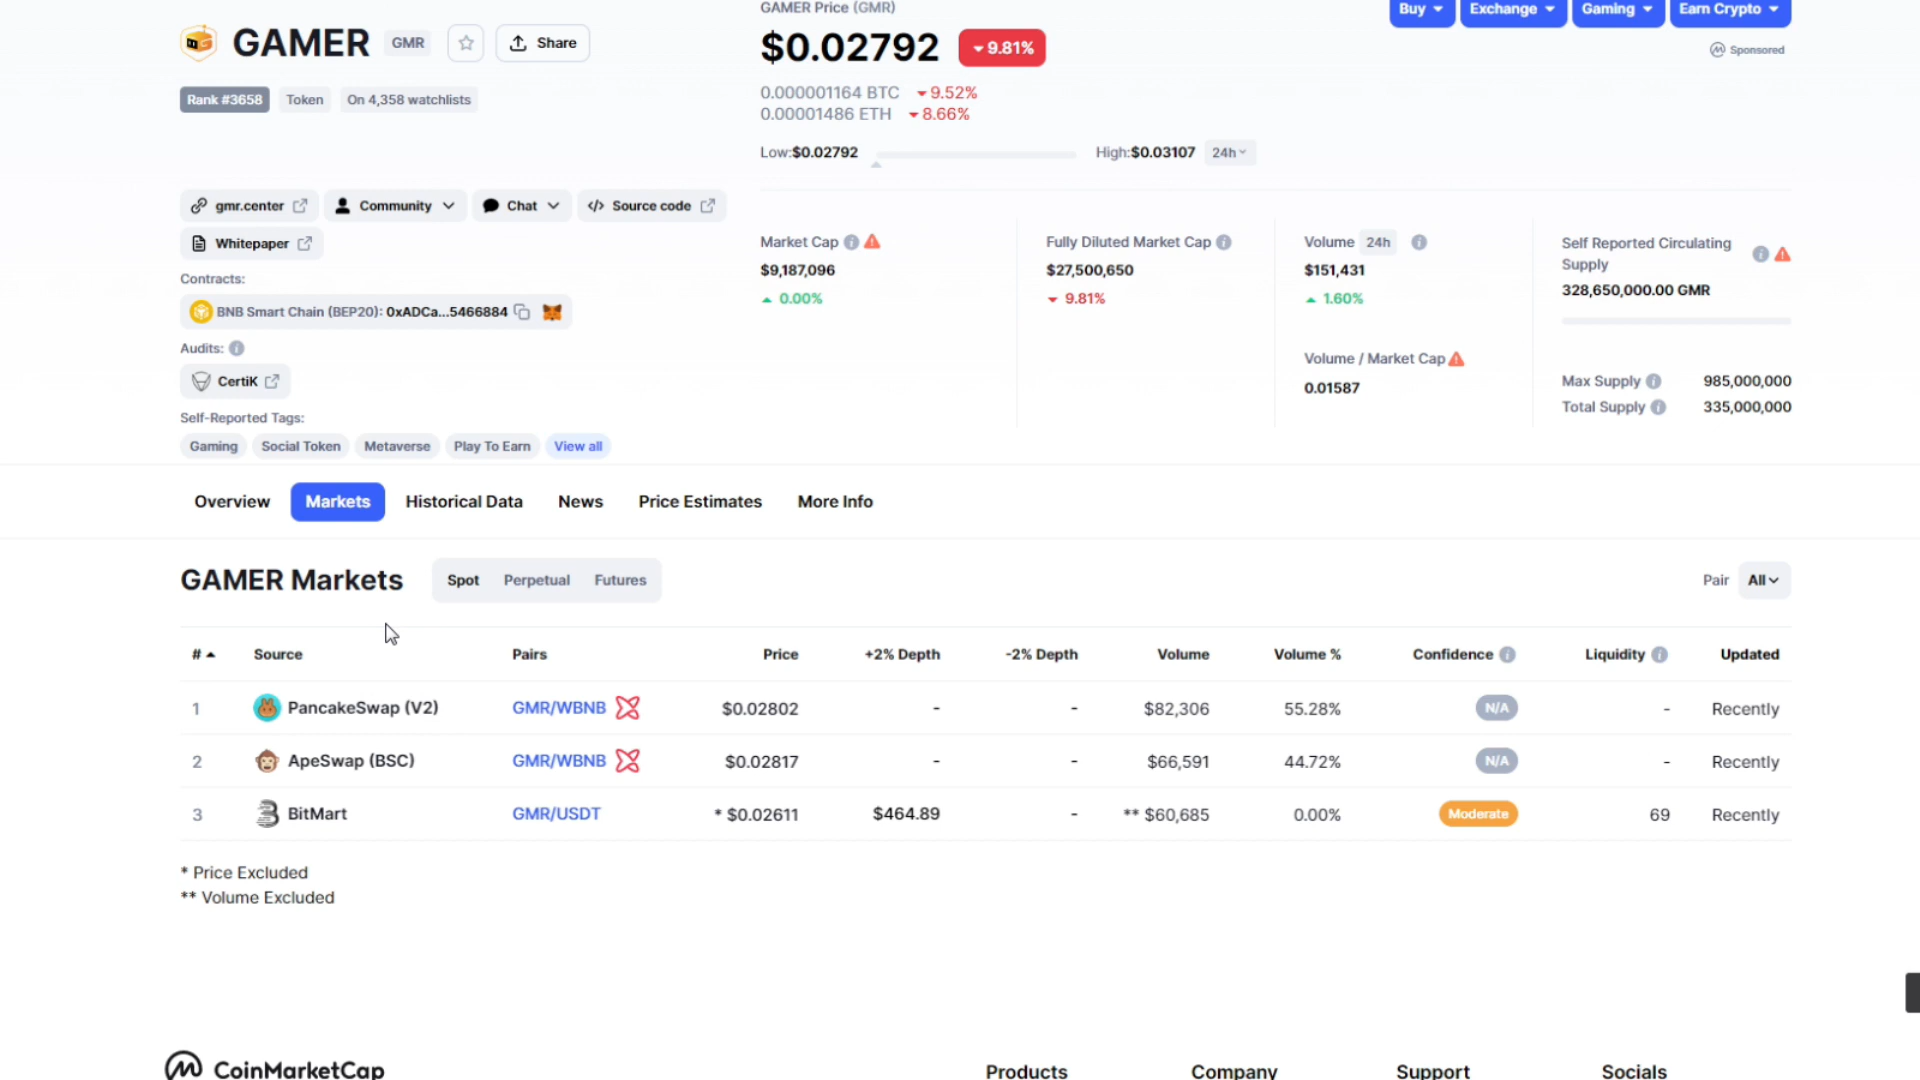 GAMER Price (GMR)
Buy
Exchange
Gaming
Earn Crypto
GAMER
GMR
Share
$0.02792
9.81%
Sponsored
Rank #3658
Token
On 4,358 watchlists
0.000001164 BTC 9.52%
0.00001486 ETH 8.66%
Low:$0.02792
High:$0.03107
24h
gmr.center
Community
Chat
</> Source code
Whitepaper
Contracts:
BNB Smart Chain (BEP20): 0xADCa...5466884
Audits:
CertiK
Self-Reported Tags:
Gaming
Social Token
Metaverse
Play To Earn
View all
Market Cap
$9,187,096
0.00%
Fully Diluted Market Cap
$27,500,650
9.81%
Volume 24h
$151,431
1.60%
Volume / Market Cap
0.01587
Self Reported Circulating
Supply
328,650,000.00 GMR
Max Supply 985,000,000
Total Supply 335,000,000
Overview
Markets
Historical Data
News
Price Estimates
More Info
GAMER Markets
Spot
Perpetual
Futures
Pair All
# Source Pairs Price +2% Depth -2% Depth Volume Volume % Confidence Liquidity Updated
1 PancakeSwap (V2) GMR/WBNB $0.02802 - - $82,306 55.28% N/A - Recently
2 ApeSwap (BSC) GMR/WBNB $0.02817 - - $66,591 44.72% N/A - Recently
3 BitMart GMR/USDT * $0.02611 $464.89 - ** $60,685 0.00% Moderate 69 Recently
* Price Excluded
** Volume Excluded
CoinMarketCap
Products
Company
Support
Socials